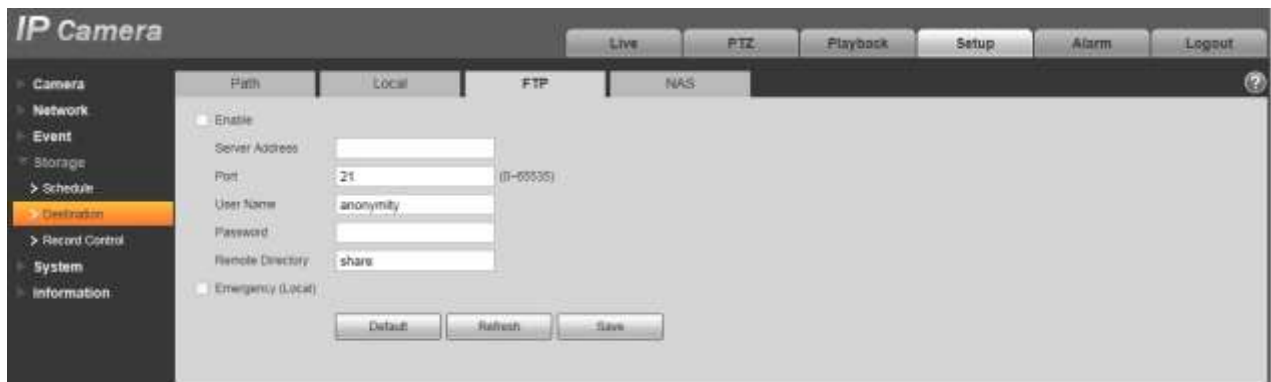 IP Camera
Live PTZ Playback Setup Alarm Logout
Camera
Network
Event
Storage
> Schedule
> Destination
> Record Control
System
Information
Path Local FTP NAS
?
Enable
Server Address
Port 21 (0~65535)
User Name anonymity
Password
Remote Directory share
Emergency (Local)
Default Refresh Save